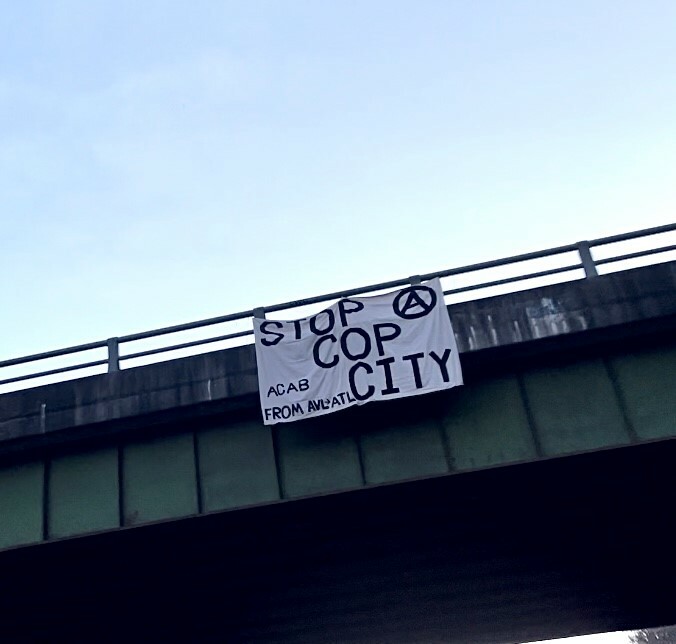 STOP Ⓐ
COP
CITY
ACAB
FROM AVL→ATL